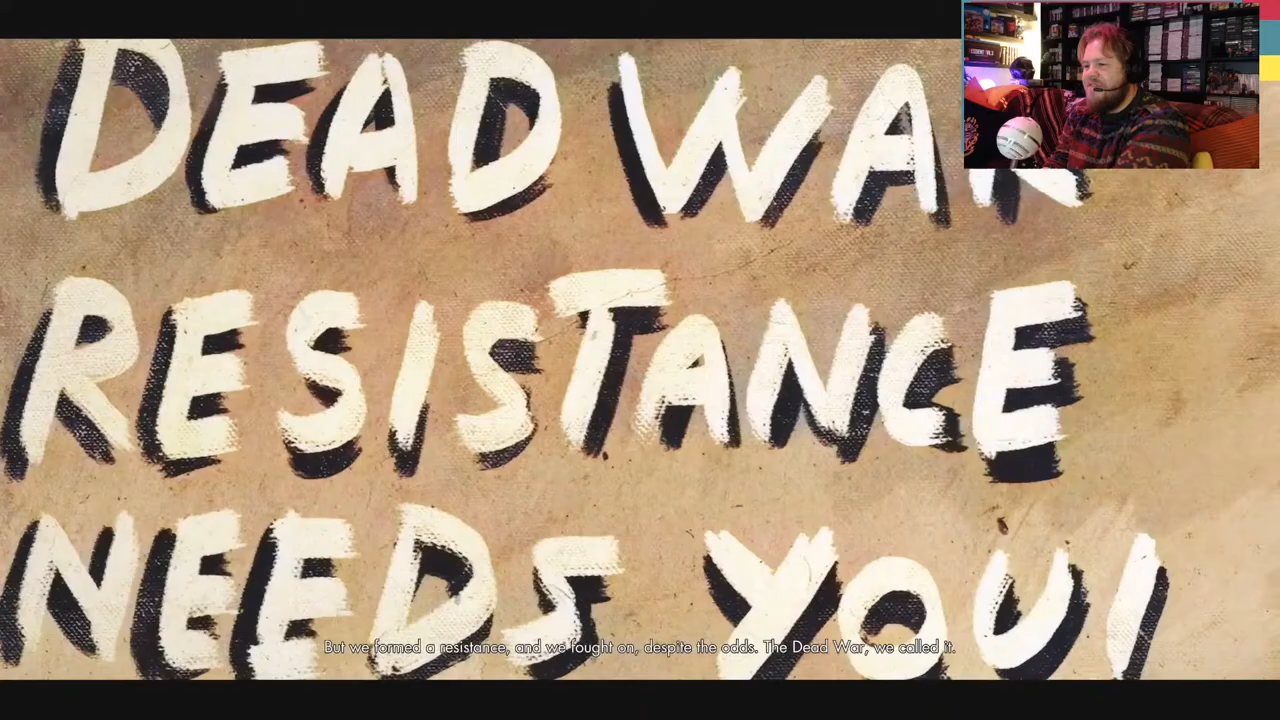 DEAD WAR
RESISTANCE
NEEDS YOU!
But we formed a resistance, and we fought on, despite the odds. The Dead War, we called it.